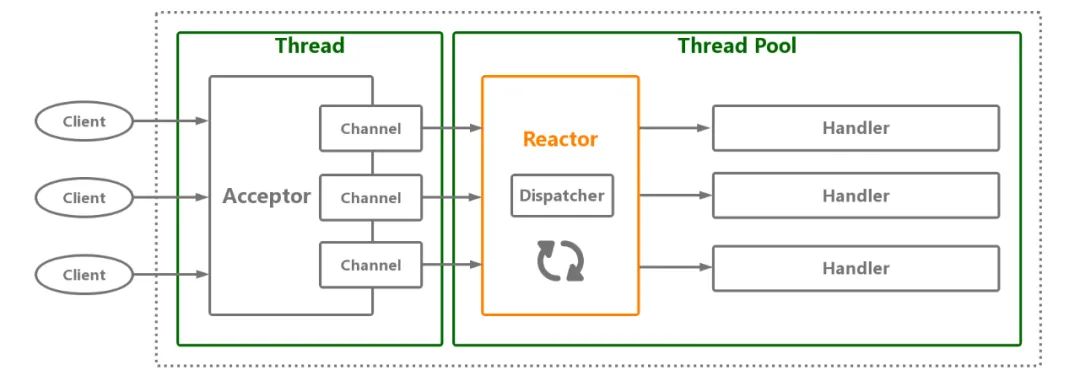 Thread
Thread Pool
Client
Client
Client
Acceptor
Channel
Channel
Channel
Reactor
Dispatcher
Handler
Handler
Handler